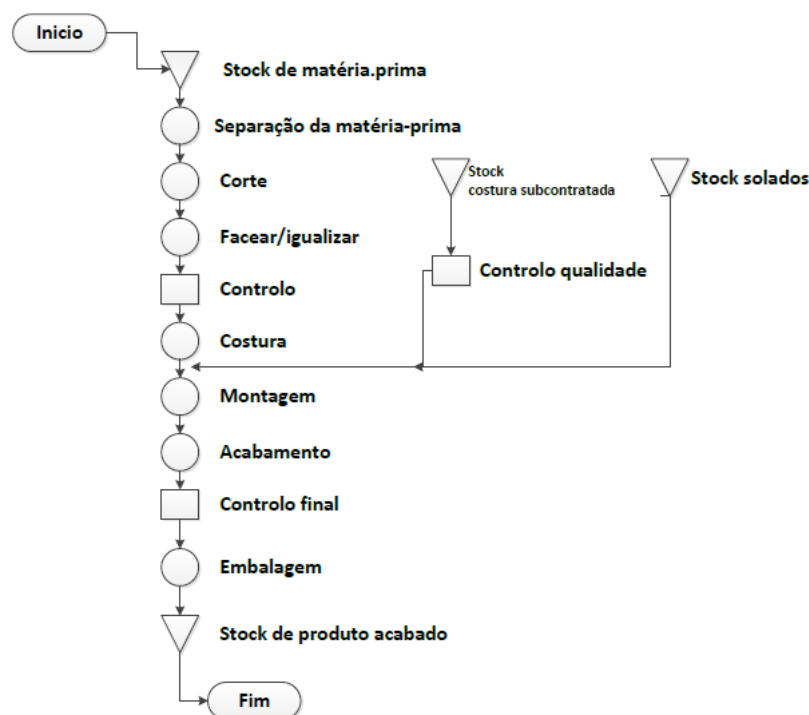 Inicio
Stock de matéria.prima
Separação da matéria-prima
Corte
Stock
costura subcontratada
Stock solados
Facear/igualizar
Controlo qualidade
Controlo
Costura
Montagem
Acabamento
Controlo final
Embalagem
Stock de produto acabado
Fim